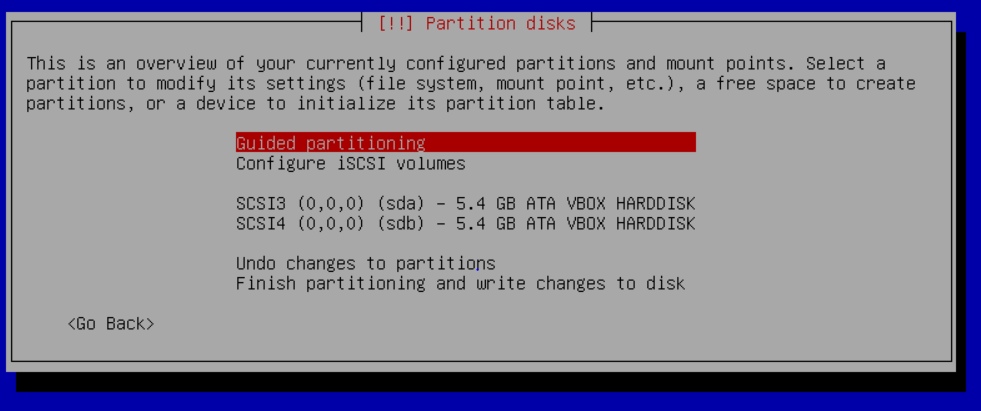 [!!] Partition disks
This is an overview of your currently configured partitions and mount points. Select a
partition to modify its settings (file system, mount point, etc.), a free space to create
partitions, or a device to initialize its partition table.
Guided partitioning
Configure iSCSI volumes
SCSI3 (0,0,0) (sda) - 5.4 GB ATA VBOX HARDDISK
SCSI4 (0,0,0) (sdb) - 5.4 GB ATA VBOX HARDDISK
Undo changes to partitions
Finish partitioning and write changes to disk
<Go Back>